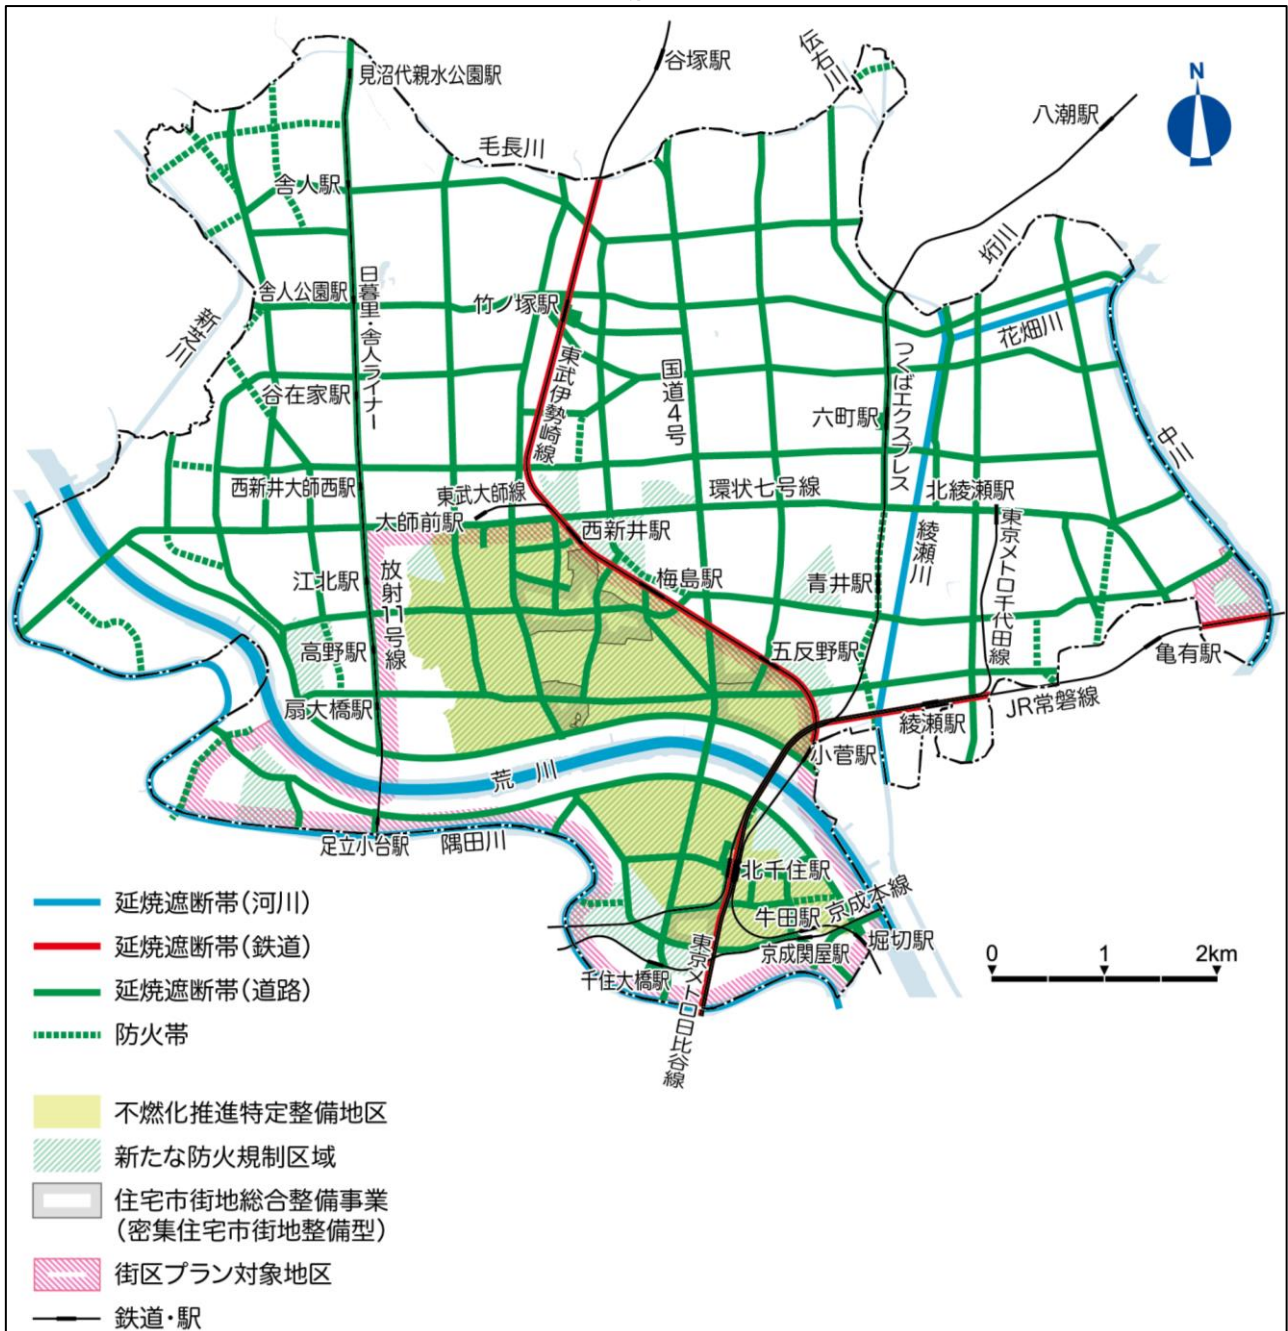 谷塚駅
伝右川
見沼代親水公園駅
N
八潮駅
毛長川
舎人駅
垳川
舎人公園駅
日暮里・舎人ライナー
竹ノ塚駅
新芝川
花畑川
つくばエクスプレス
東武伊勢崎線
国道4号
谷在家駅
六町駅
中川
西新井大師西駅
東武大師線
環状七号線
北綾瀬駅
大師前駅
西新井駅
東京メトロ千代田線
綾瀬川
江北駅
放射11号線
梅島駅
青井駅
高野駅
五反野駅
亀有駅
扇大橋駅
綾瀬駅
JR常磐線
小菅駅
荒川
足立小台駅
隅田川
北千住駅
牛田駅
京成本線
堀切駅
京成関屋駅
千住大橋駅
東京メトロ日比谷線
0 1 2km
延焼遮断帯(河川)
延焼遮断帯(鉄道)
延焼遮断帯(道路)
防火帯
不燃化推進特定整備地区
新たな防火規制区域
住宅市街地総合整備事業
(密集住宅市街地整備型)
街区プラン対象地区
鉄道・駅